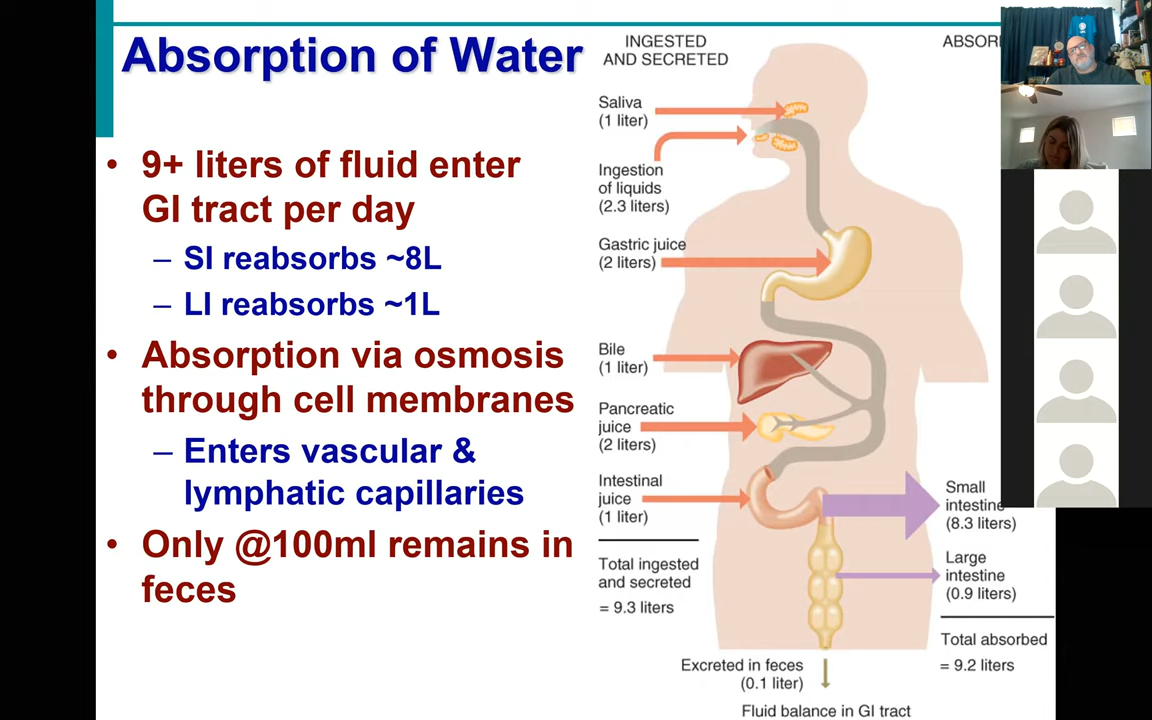 Absorption of Water
• 9+ liters of fluid enter
GI tract per day
– SI reabsorbs ~8L
– LI reabsorbs ~1L
• Absorption via osmosis
through cell membranes
– Enters vascular &
lymphatic capillaries
• Only @100ml remains in
feces
INGESTED
AND SECRETED
Saliva
(1 liter)
Ingestion
of liquids
(2.3 liters)
Gastric juice
(2 liters)
Bile
(1 liter)
Pancreatic
juice
(2 liters)
Intestinal
juice
(1 liter)
Total ingested
and secreted
= 9.3 liters
Small
intestine
(8.3 liters)
Large
intestine
(0.9 liters)
Total absorbed
= 9.2 liters
Excreted in feces
(0.1 liter)
Fluid balance in GI tract